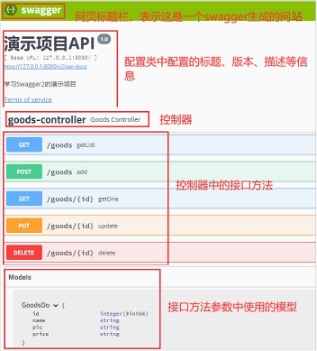 swagger
网页标题栏，表示这是一个swagger生成的网站
演示项目API 1.0
[ Base URL: 127.0.0.1:8080/ ]
http://127.0.0.1:8080/v2/api-docs
学习Swagger2的演示项目
Terms of service
配置类中配置的标题、版本、描述等信息
goods-controller Goods Controller
控制器
GET /goods getList
POST /goods add
GET /goods/{id} getOne
PUT /goods/{id} update
DELETE /goods/{id} delete
控制器中的接口方法
Models
GoodsDo
{
id integer($int64)
name string
pic string
price string
接口方法参数中使用的模型